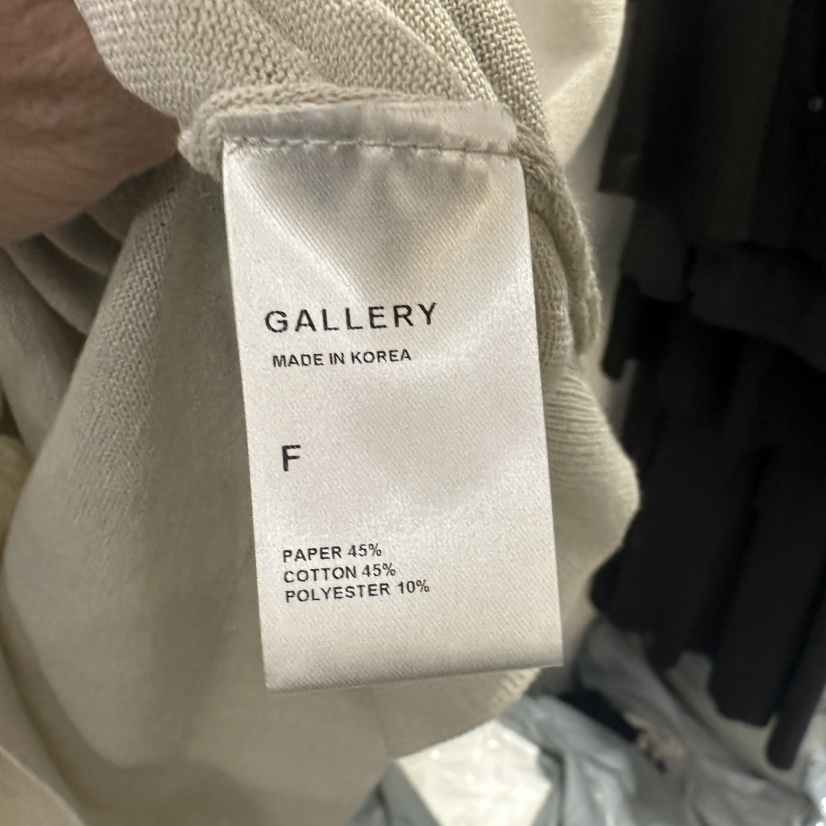 GALLERY
MADE IN KOREA
F
PAPER 45%
COTTON 45%
POLYESTER 10%